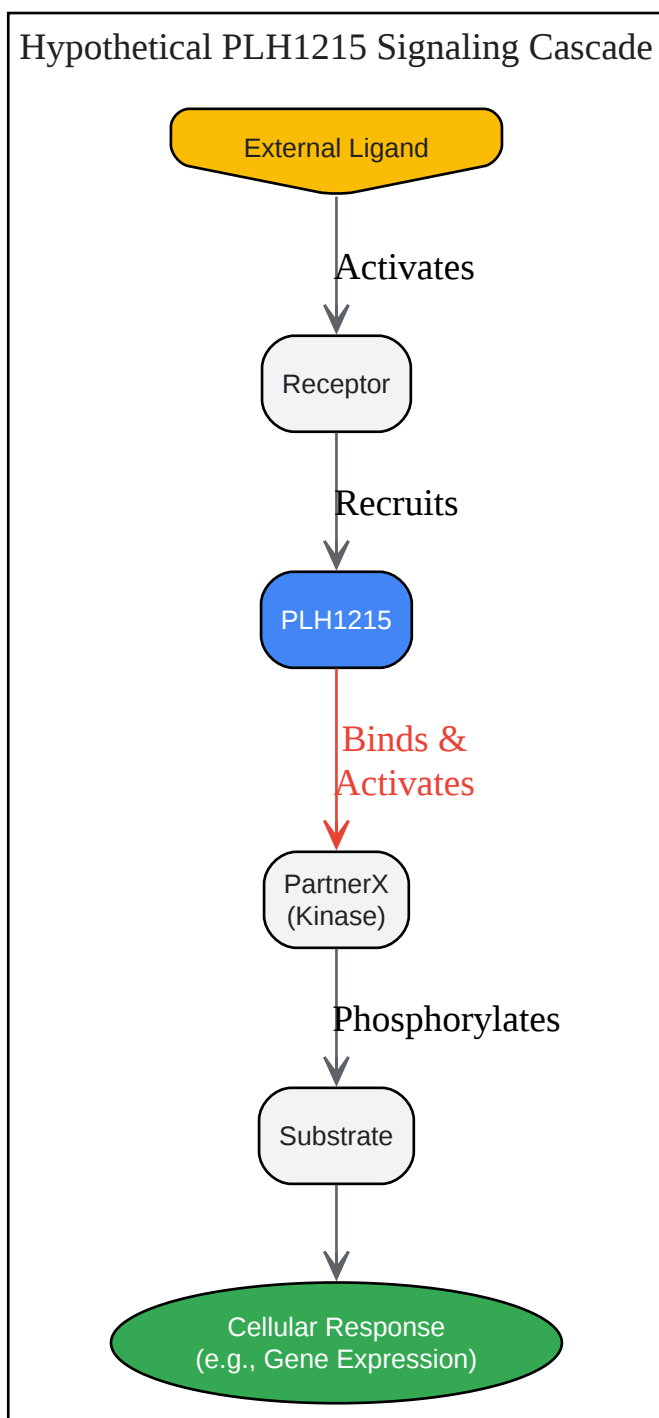 Hypothetical PLH1215 Signaling Cascade
External Ligand
Activates
Receptor
Recruits
PLH1215
Binds &
Activates
PartnerX
(Kinase)
Phosphorylates
Substrate
Cellular Response
(e.g., Gene Expression)